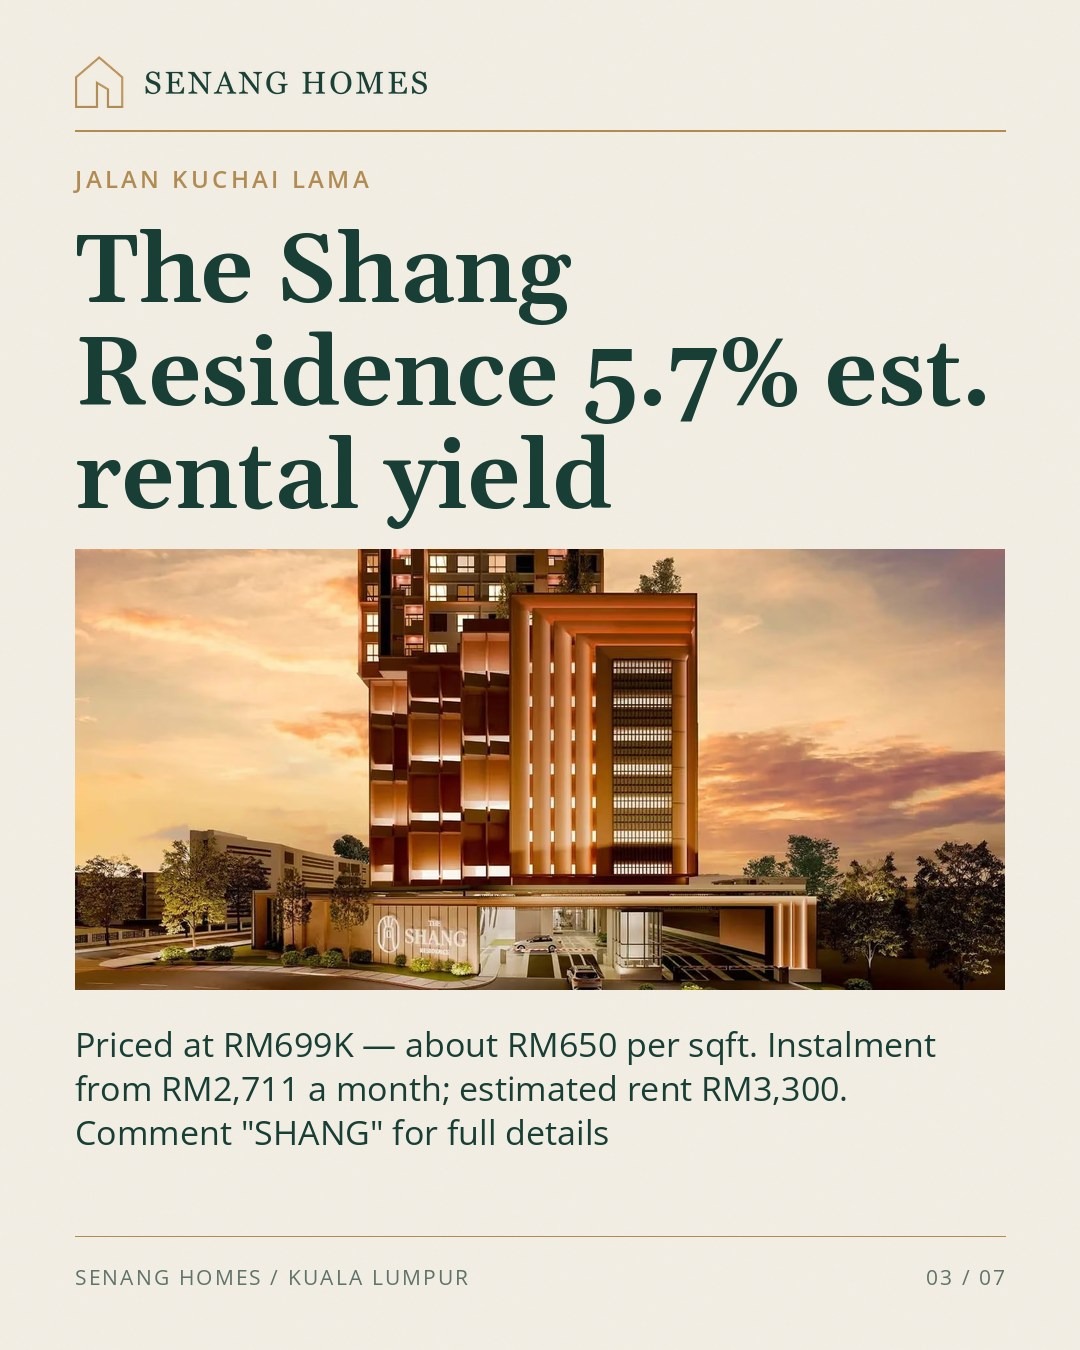 SENANG HOMES
JALAN KUCHAI LAMA
The Shang
Residence 5.7% est.
rental yield
THE
SHANG
Priced at RM699K — about RM650 per sqft. Instalment
from RM2,711 a month; estimated rent RM3,300.
Comment "SHANG" for full details
SENANG HOMES / KUALA LUMPUR
03 / 07